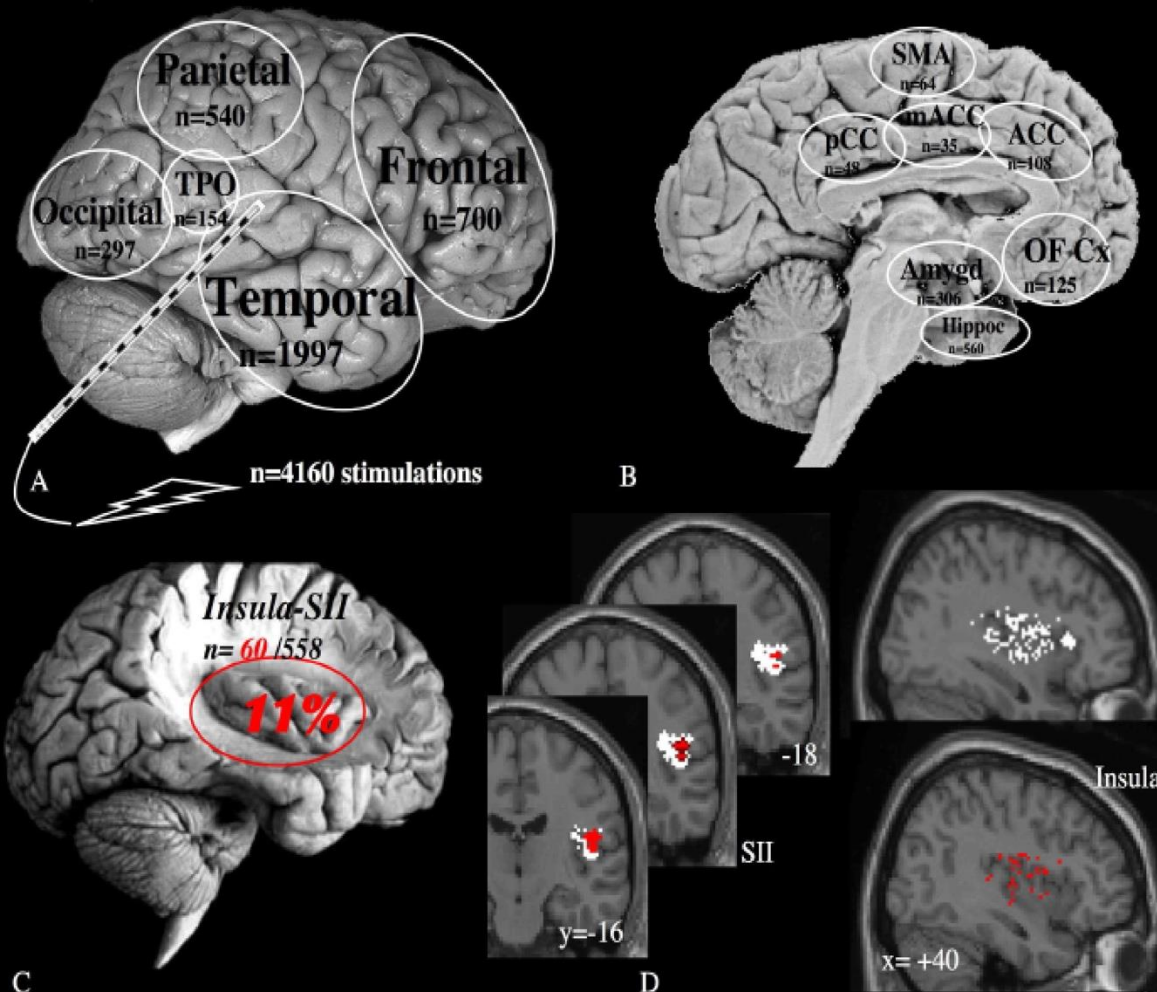 Parietal
n=540
Frontal
n=700
TPO
n=154
Occipital
n=297
Temporal
n=1997
A
n=4160 stimulations
SMA
n=64
mACC
n=35
pCC
n=48
ACC
n=108
OF Cx
n=125
Amygd
n=306
Hippoc
n=560
B
Insula-SII
n= 60 /558
11%
C
-18
SII
y=-16
D
Insula
x= +40